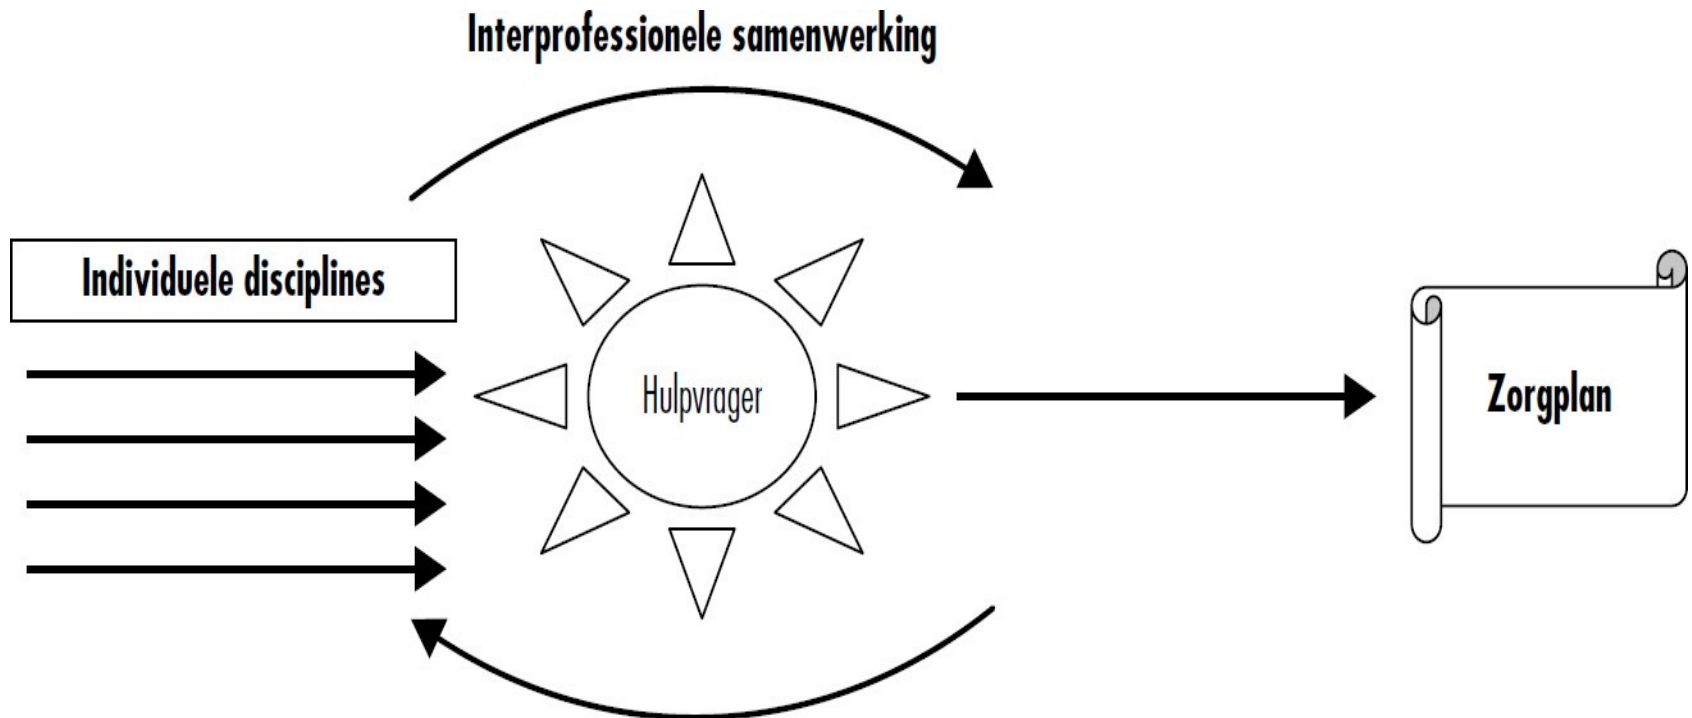 Interprofessionele samenwerking
Individuele disciplines
Hulpvrager
Zorgplan